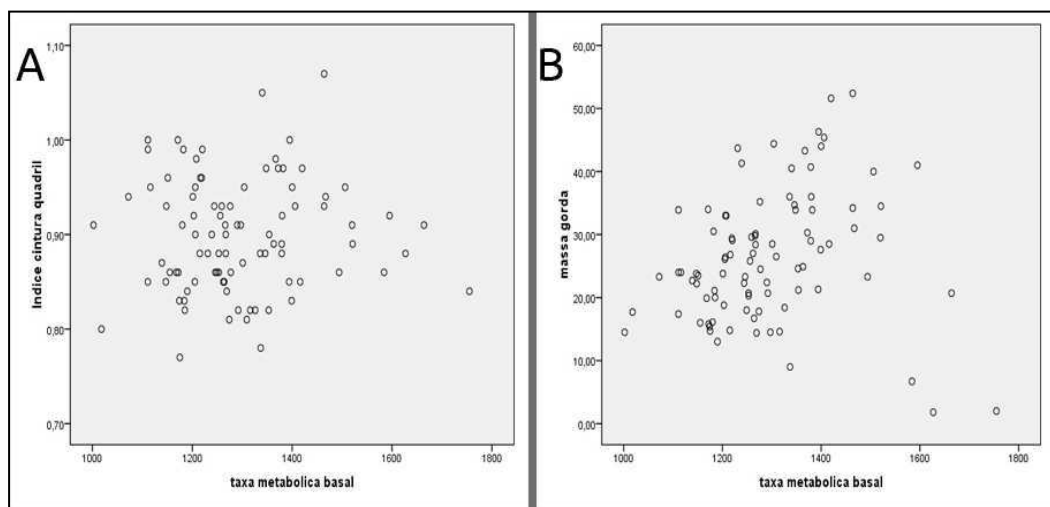 A
1,10
1,00
0,90
0,80
0,70
Indice cintura quadril
1000 1200 1400 1600 1800
taxa metabolica basal
B
60,00
50,00
40,00
30,00
20,00
10,00
0,00
massa gorda
1000 1200 1400 1600 1800
taxa metabolica basal